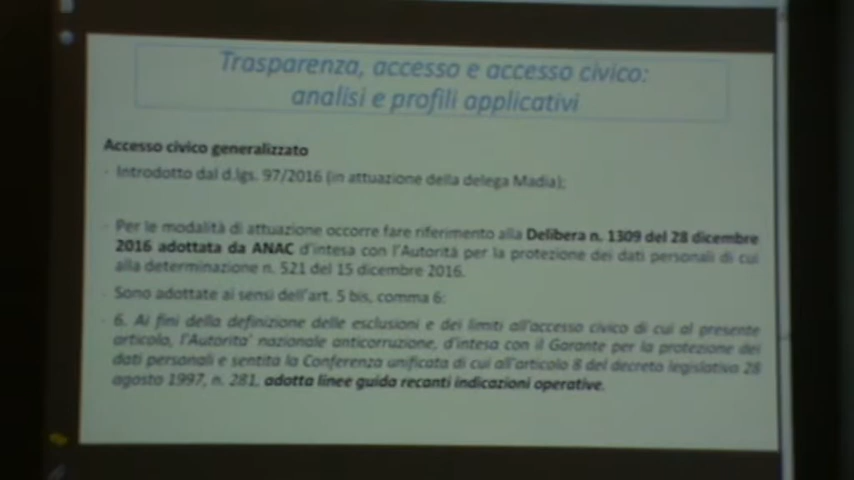 Trasparenza, accesso e accesso civico:
analisi e profili applicativi
Accesso civico generalizzato
- Introdotto dal d.lgs. 97/2016 (in attuazione della delega Madia);
- Per le modalità di attuazione occorre fare riferimento alla Delibera n. 1309 del 28 dicembre
2016 adottata da ANAC d'intesa con l'Autorità per la protezione dei dati personali di cui
alla determinazione n. 521 del 15 dicembre 2016.
- Sono adottate ai sensi dell'art. 5 bis, comma 6:
- 6. Ai fini della definizione delle esclusioni e dei limiti all'accesso civico di cui al presente
articolo, l'Autorita' nazionale anticorruzione, d'intesa con il Garante per la protezione dei
dati personali e sentita la Conferenza unificata di cui all'articolo 8 del decreto legislativo 28
agosto 1997, n. 281, adotta linee guida recanti indicazioni operative.